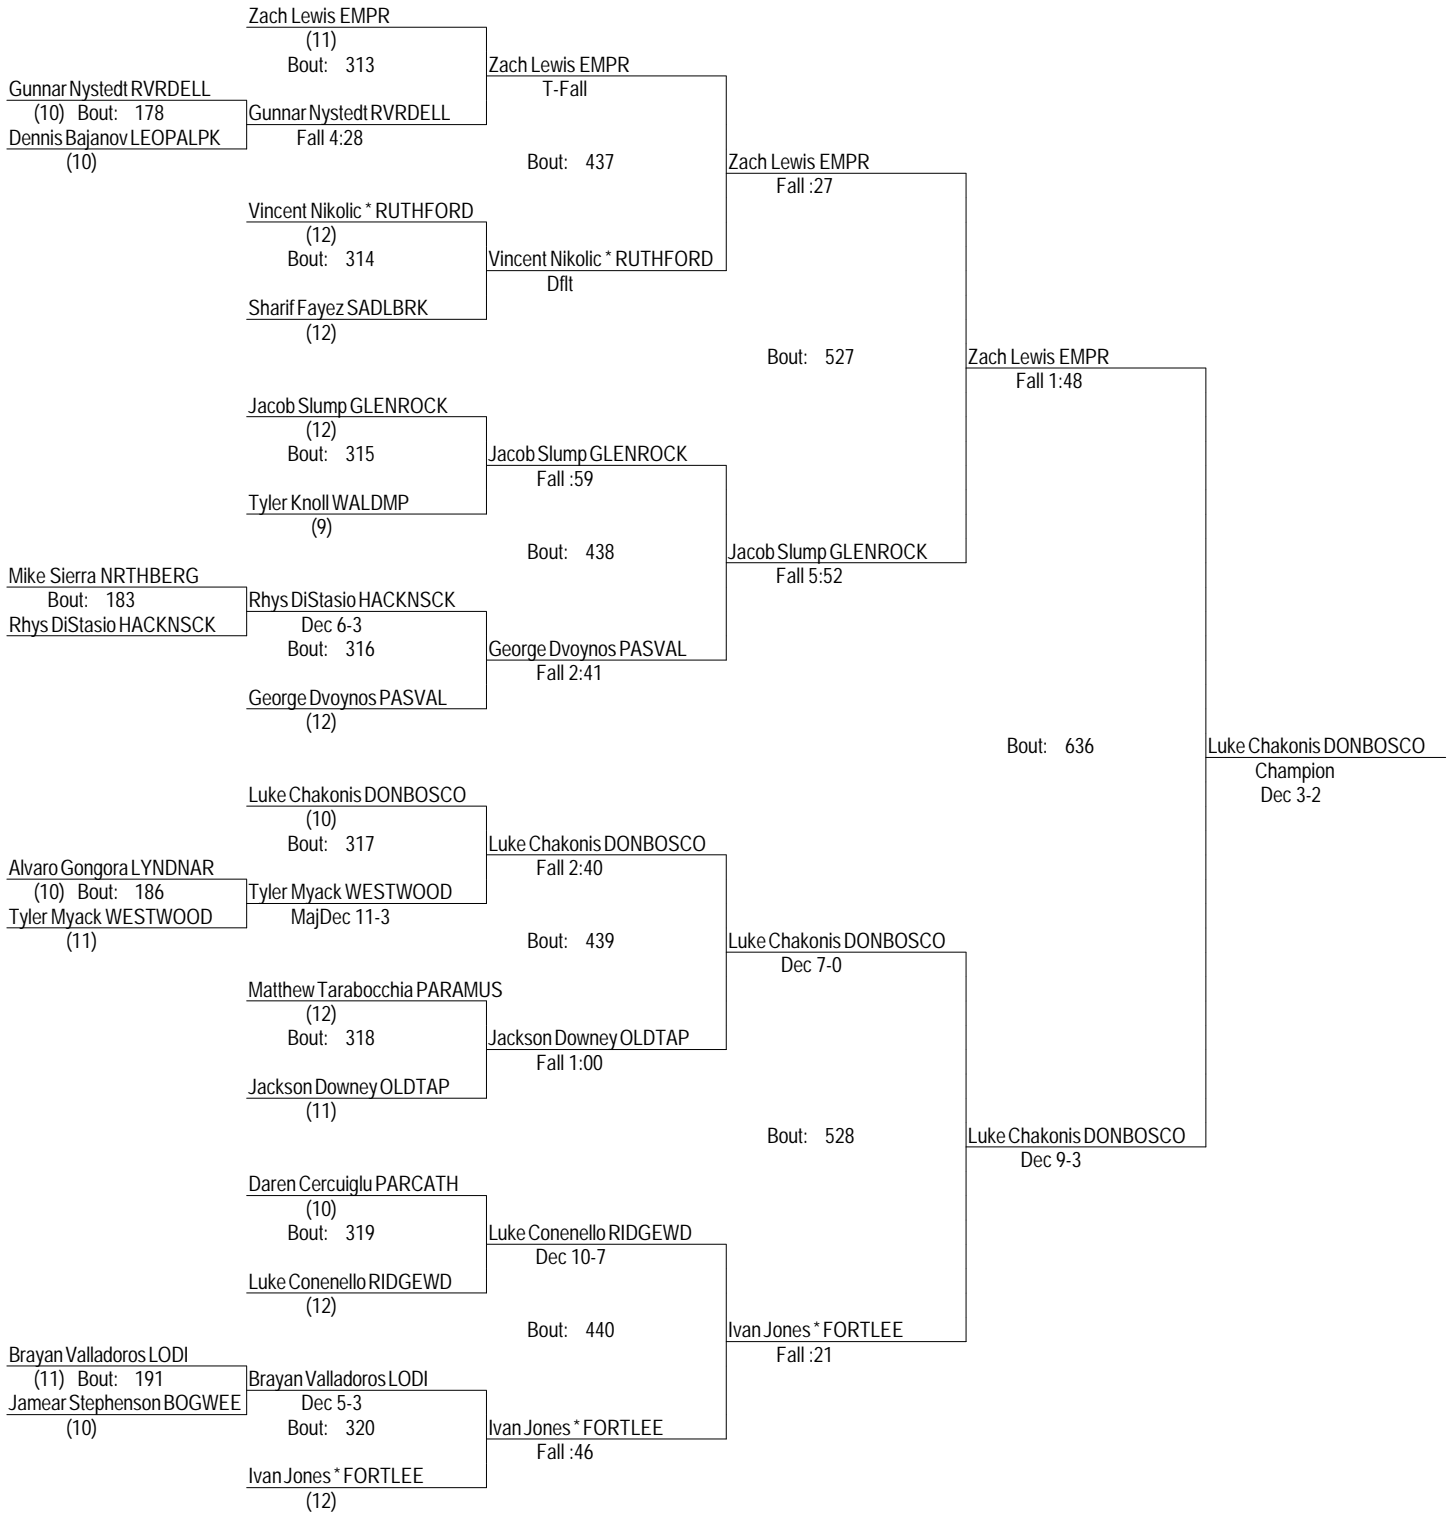 Zach Lewis EMPR
(11)
Bout: 313
Zach Lewis EMPR
T-Fall
Gunnar Nystedt RVRDELL
(10) Bout: 178
Gunnar Nystedt RVRDELL
Fall 4:28
Dennis Bajanov LEOPALPK
(10)
Bout: 437
Zach Lewis EMPR
Fall :27
Vincent Nikolic * RUTHFORD
(12)
Bout: 314
Vincent Nikolic * RUTHFORD
Dflt
Sharif Fayez SADLBRK
(12)
Bout: 527
Zach Lewis EMPR
Fall 1:48
Jacob Slump GLENROCK
(12)
Bout: 315
Jacob Slump GLENROCK
Fall :59
Tyler Knoll WALDMP
(9)
Bout: 438
Jacob Slump GLENROCK
Fall 5:52
Mike Sierra NRTHBERG
Bout: 183
Rhys DiStasio HACKNSCK
Rhys DiStasio HACKNSCK
Dec 6-3
Bout: 316
George Dvoynos PASVAL
Fall 2:41
George Dvoynos PASVAL
(12)
Bout: 636
Luke Chakonis DONBOSCO
Champion
Dec 3-2
Luke Chakonis DONBOSCO
(10)
Bout: 317
Luke Chakonis DONBOSCO
Fall 2:40
Alvaro Gongora LYNDNAR
(10) Bout: 186
Tyler Myack WESTWOOD
MajDec 11-3
Tyler Myack WESTWOOD
(11)
Bout: 439
Luke Chakonis DONBOSCO
Dec 7-0
Matthew Tarabocchia PARAMUS
(12)
Bout: 318
Jackson Downey OLDTAP
Fall 1:00
Jackson Downey OLDTAP
(11)
Bout: 528
Luke Chakonis DONBOSCO
Dec 9-3
Daren Cercuiglu PARCATH
(10)
Bout: 319
Luke Conenello RIDGEWD
Dec 10-7
Luke Conenello RIDGEWD
(12)
Bout: 440
Ivan Jones * FORTLEE
Fall :21
Brayan Valladoros LODI
(11) Bout: 191
Brayan Valladoros LODI
Dec 5-3
Jamear Stephenson BOGWEE
(10)
Bout: 320
Ivan Jones * FORTLEE
Fall :46
Ivan Jones * FORTLEE
(12)